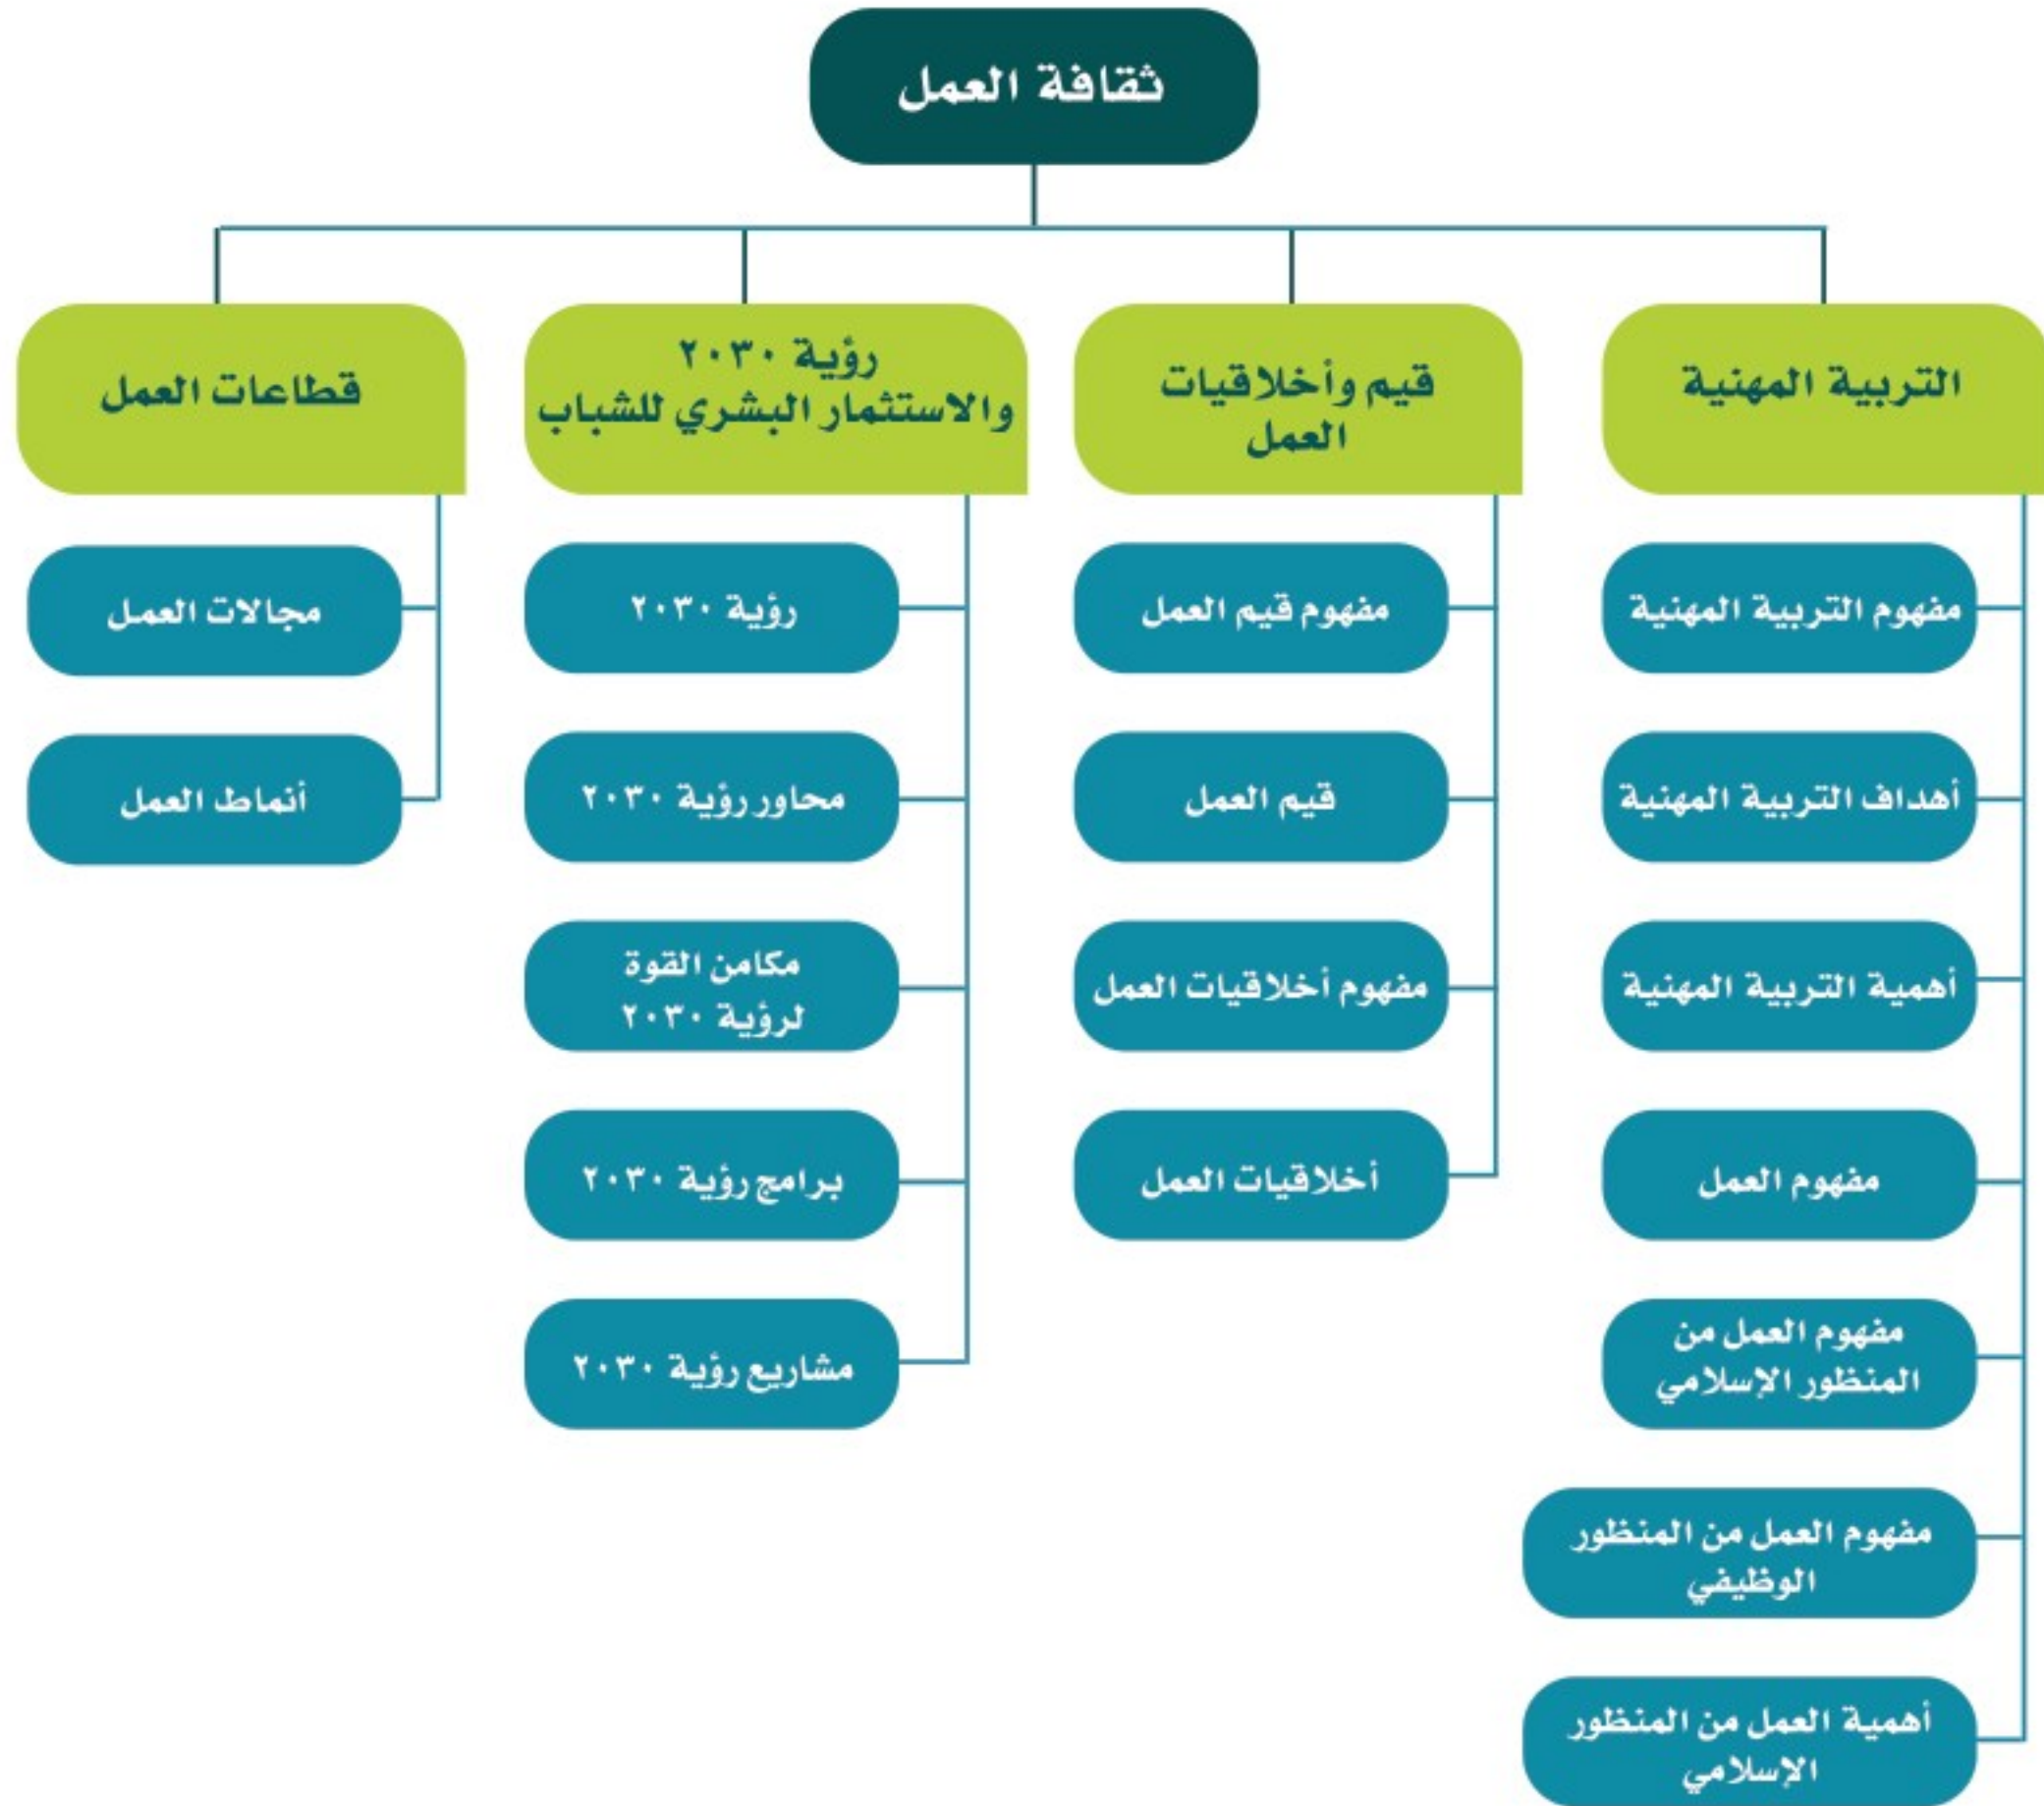 ثقافة العمل
التربية المهنية
مفهوم التربية المهنية
أهداف التربية المهنية
أهمية التربية المهنية
مفهوم العمل
مفهوم العمل من
المنظور الإسلامي
مفهوم العمل من المنظور
الوظيفي
أهمية العمل من المنظور
الإسلامي
قيم وأخلاقيات
العمل
مفهوم قيم العمل
قيم العمل
مفهوم أخلاقيات العمل
أخلاقيات العمل
رؤية ٢٠٣٠
والاستثمار البشري للشباب
رؤية ٢٠٣٠
محاور رؤية ٢٠٣٠
مكامن القوة
لرؤية ٢٠٣٠
برامج رؤية ٢٠٣٠
مشاريع رؤية ٢٠٣٠
قطاعات العمل
مجالات العمل
أنماط العمل